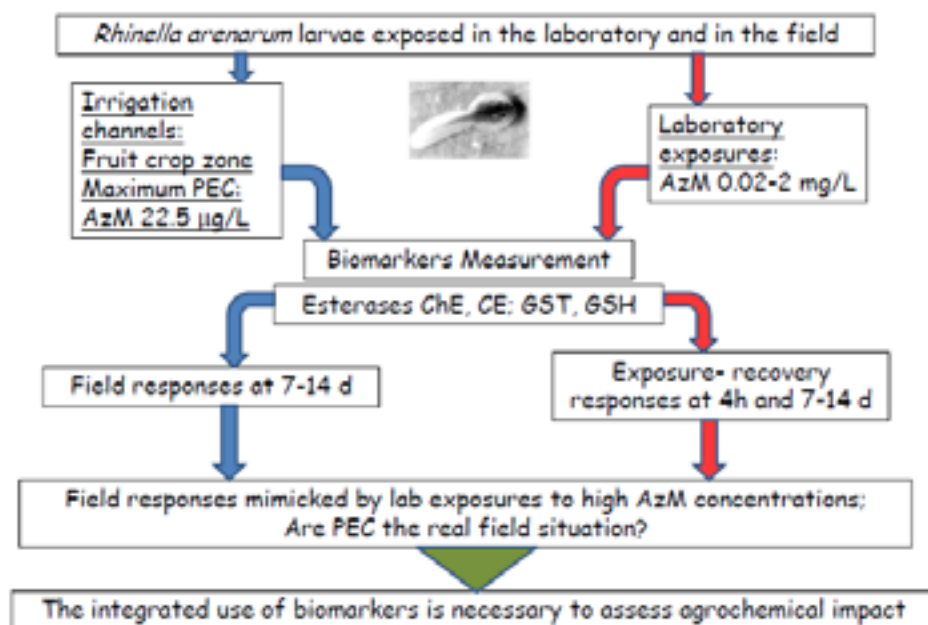 Rhinella arenarum larvae exposed in the laboratory and in the field
Irrigation
channels:
Fruit crop zone
Maximum PEC:
AzM 22.5 µg/L
Laboratory
exposures:
AzM 0.02-2 mg/L
Biomarkers Measurement
Esterases ChE, CE; GST, GSH
Field responses at 7-14 d
Exposure- recovery
responses at 4h and 7-14 d
Field responses mimicked by lab exposures to high AzM concentrations;
Are PEC the real field situation?
The integrated use of biomarkers is necessary to assess agrochemical impact